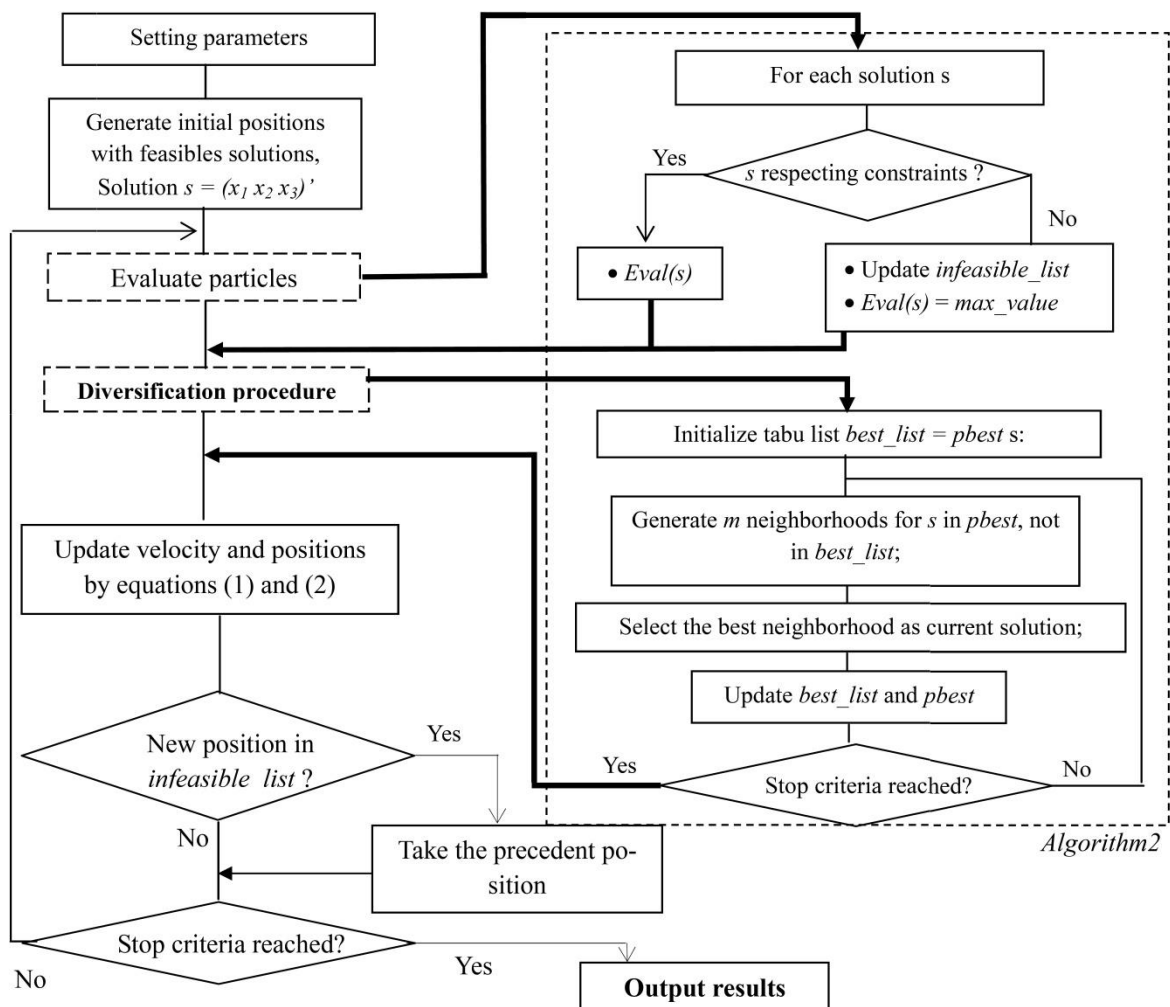 Setting parameters
Generate initial positions
with feasibles solutions,
Solution s = (x1 x2 x3)’
Evaluate particles
Diversification procedure
Update velocity and positions
by equations (1) and (2)
New position in
infeasible list ?
Yes
No
Take the precedent po-
sition
Stop criteria reached?
No
Yes
Output results
For each solution s
Yes
s respecting constraints ?
No
• Eval(s)
• Update infeasible_list
• Eval(s) = max_value
Initialize tabu list best_list = pbest s:
Generate m neighborhoods for s in pbest, not
in best_list;
Select the best neighborhood as current solution;
Update best_list and pbest
Yes
Stop criteria reached?
No
Algorithm2